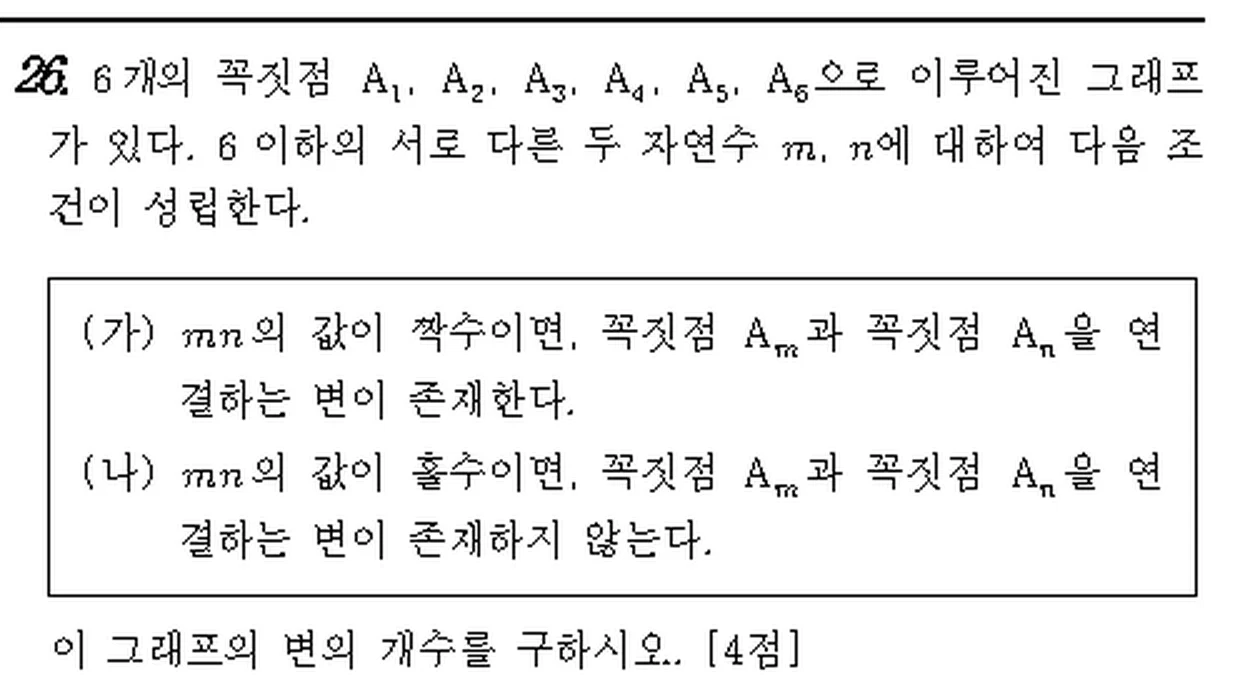 26. 6개의 꼭짓점 A₁, A₂, A₃, A₄, A₅, A₆으로 이루어진 그래프
가 있다. 6 이하의 서로 다른 두 자연수 m, n에 대하여 다음 조
건이 성립한다.
(가) mn의 값이 짝수이면, 꼭짓점 Aₘ과 꼭짓점 Aₙ을 연
결하는 변이 존재한다.
(나) mn의 값이 홀수이면, 꼭짓점 Aₘ과 꼭짓점 Aₙ을 연
결하는 변이 존재하지 않는다.
이 그래프의 변의 개수를 구하시오.. [4점]